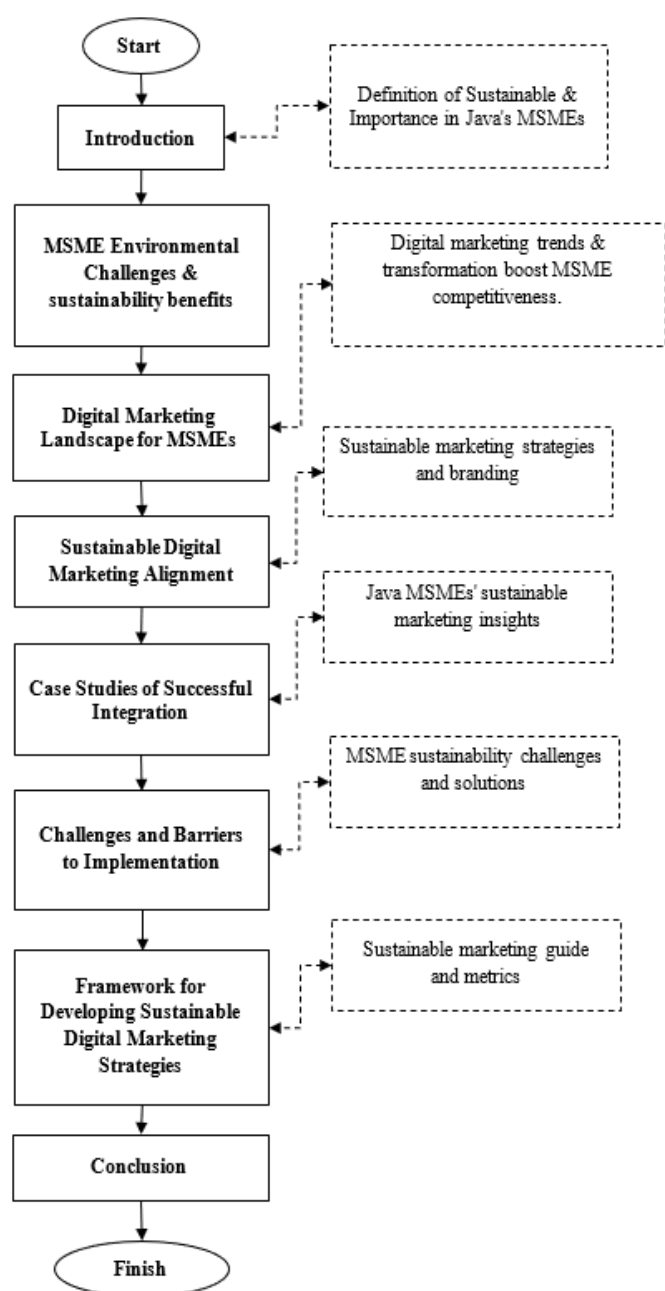 Start
Definition of Sustainable &
Importance in Java's MSMEs
Introduction
MSME Environmental
Challenges &
sustainability benefits
Digital marketing trends &
transformation boost MSME
competitiveness.
Digital Marketing
Landscape for MSMEs
Sustainable marketing strategies
and branding
Sustainable Digital
Marketing Alignment
Java MSMEs' sustainable
marketing insights
Case Studies of Successful
Integration
MSME sustainability challenges
and solutions
Challenges and Barriers
to Implementation
Sustainable marketing guide
and metrics
Framework for
Developing Sustainable
Digital Marketing
Strategies
Conclusion
Finish